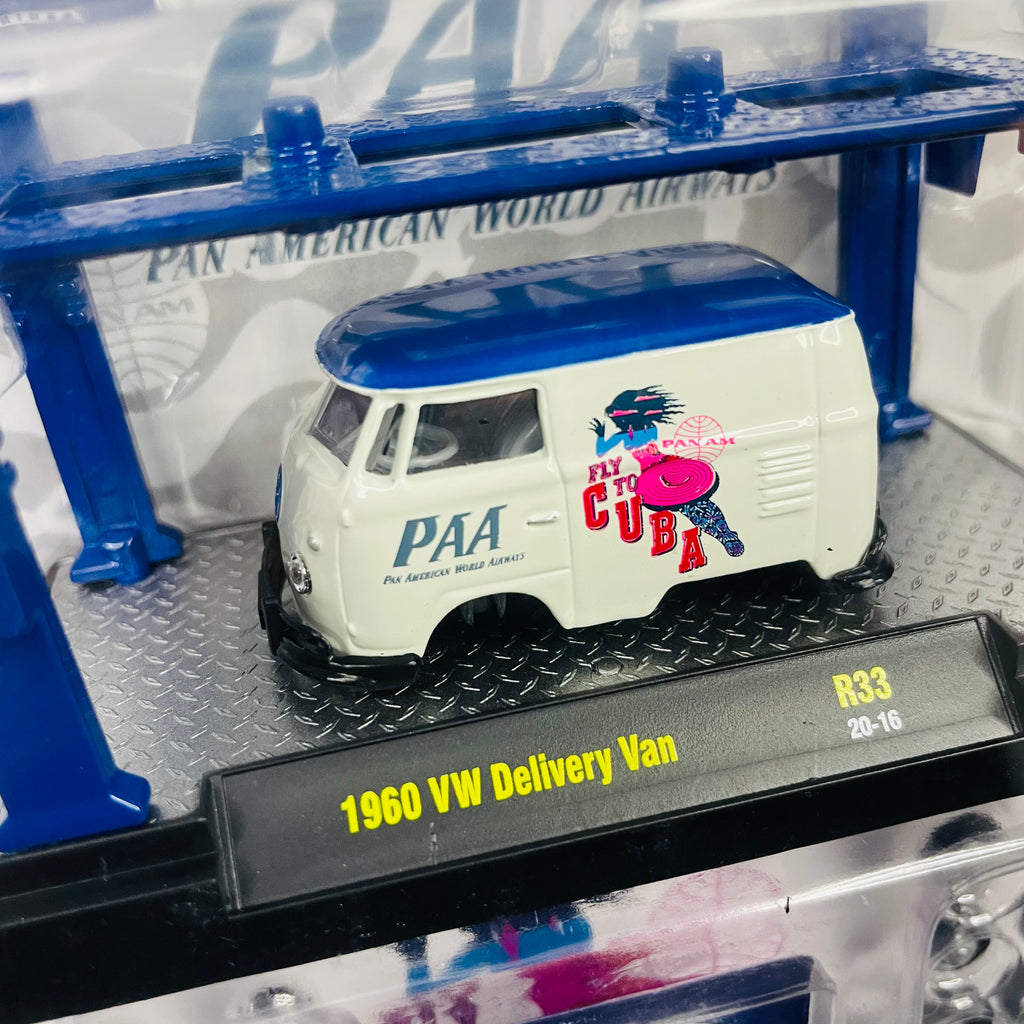 PAA
PAN AMERICAN WORLD AIRWAYS
PAN AM
PAN AM
FLY
TO
CUBA
PAA
PAN AMERICAN WORLD AIRWAYS
R33
20-16
1960 VW Delivery Van